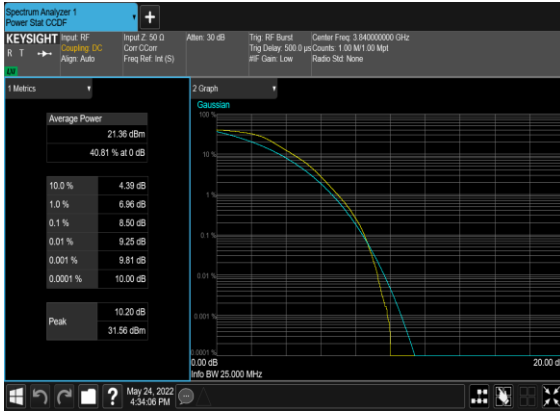 Spectrum Analyzer 1
Power Stat CCDF
KEYSIGHT
R T
LV
Input: RF
Coupling: DC
Align: Auto
Input Z: 50 Ω
Corr CCorr
Freq Ref: Int (S)
Atten: 30 dB
Trig: RF Burst
Trig Delay: 500.0 µs
#IF Gain: Low
Center Freq: 3.840000000 GHz
Counts: 1.00 M/1.00 Mpt
Radio Std: None
1 Metrics
Average Power
21.36 dBm
40.81 % at 0 dB
10.0 % 4.39 dB
1.0 % 6.96 dB
0.1 % 8.50 dB
0.01 % 9.25 dB
0.001 % 9.81 dB
0.0001 % 10.00 dB
Peak
10.20 dB
31.56 dBm
2 Graph
Gaussian
100 %
10 %
1 %
0.1 %
0.01 %
0.001 %
0.0001 %
0.00 dB 20.00 d
Info BW 25.000 MHz
?
May 24, 2022
4:34:06 PM